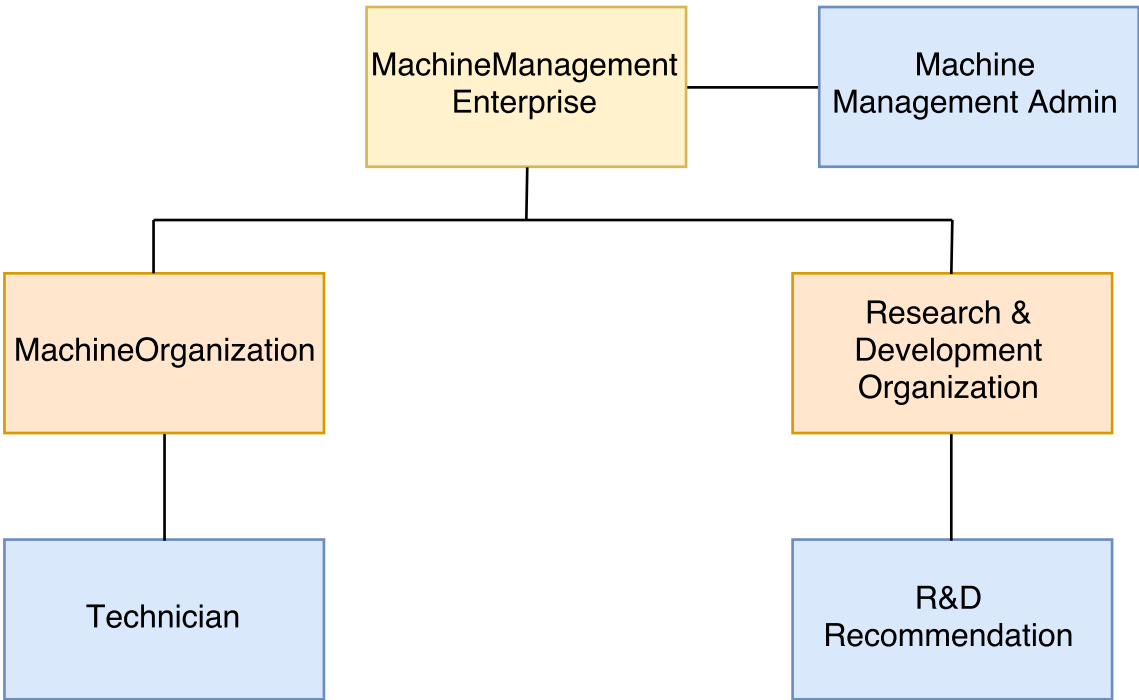 MachineManagement
Enterprise
Machine
Management Admin
MachineOrganization
Research &
Development
Organization
Technician
R&D
Recommendation